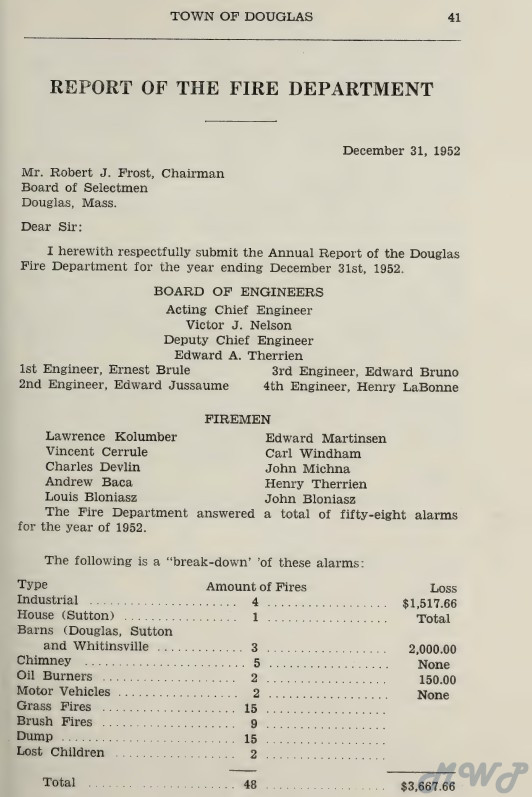 TOWN OF DOUGLAS 41
REPORT OF THE FIRE DEPARTMENT
December 31, 1952
Mr. Robert J. Frost, Chairman
Board of Selectmen
Douglas, Mass.
Dear Sir:
I herewith respectfully submit the Annual Report of the Douglas
Fire Department for the year ending December 31st, 1952.
BOARD OF ENGINEERS
Acting Chief Engineer
Victor J. Nelson
Deputy Chief Engineer
Edward A. Therrien
1st Engineer, Ernest Brule 3rd Engineer, Edward Bruno
2nd Engineer, Edward Jussaume 4th Engineer, Henry LaBonne
FIREMEN
Lawrence Kolumber Edward Martinsen
Vincent Cerrule Carl Windham
Charles Devlin John Michna
Andrew Baca Henry Therrien
Louis Bloniasz John Bloniasz
The Fire Department answered a total of fifty-eight alarms
for the year of 1952.
The following is a "break-down' 'of these alarms:
Type Amount of Fires Loss
Industrial 4 $1,517.66
House (Sutton) 1 Total
Barns (Douglas, Sutton
and Whitinsville 3 2,000.00
Chimney 5 None
Oil Burners 2 150.00
Motor Vehicles 2 None
Grass Fires 15
Brush Fires 9
Dump 15
Lost Children 2
Total 48 $3,667.66
MWP